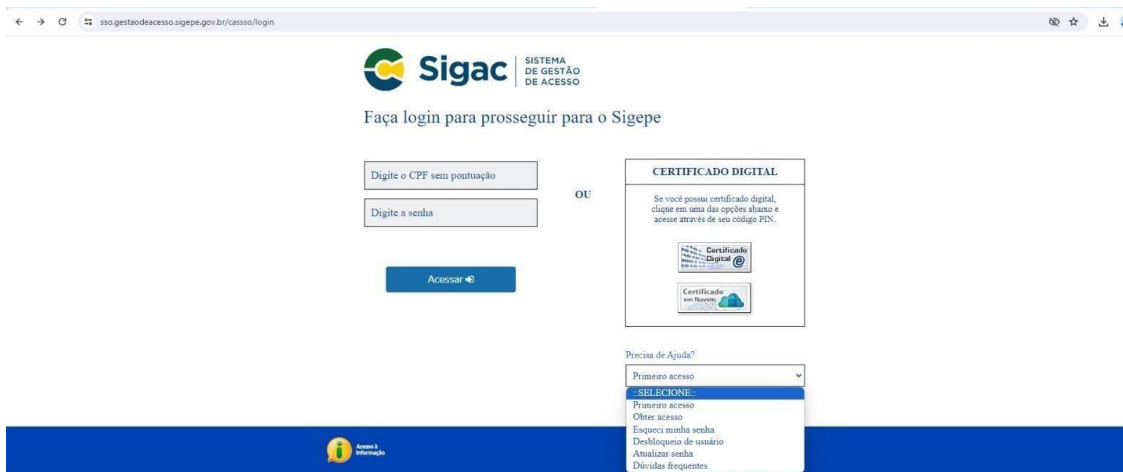 sso.gestaodeacesso.sigepe.gov.br/cassso/login
Sigac
SISTEMA
DE GESTÃO
DE ACESSO
Faça login para prosseguir para o Sigepe
Digite o CPF sem pontuação
Digite a senha
Acessar
OU
CERTIFICADO DIGITAL
Se você possui certificado digital,
clique em uma das opções abaixo e
acesse através de seu código PIN.
Certificado
Digital
Certificado
em Nuvem
Precisa de Ajuda?
Primeiro acesso
::SELECIONE::
Primeiro acesso
Obter acesso
Esqueci minha senha
Desbloqueio de usuário
Atualizar senha
Dúvidas frequentes
Acesso à
Informação